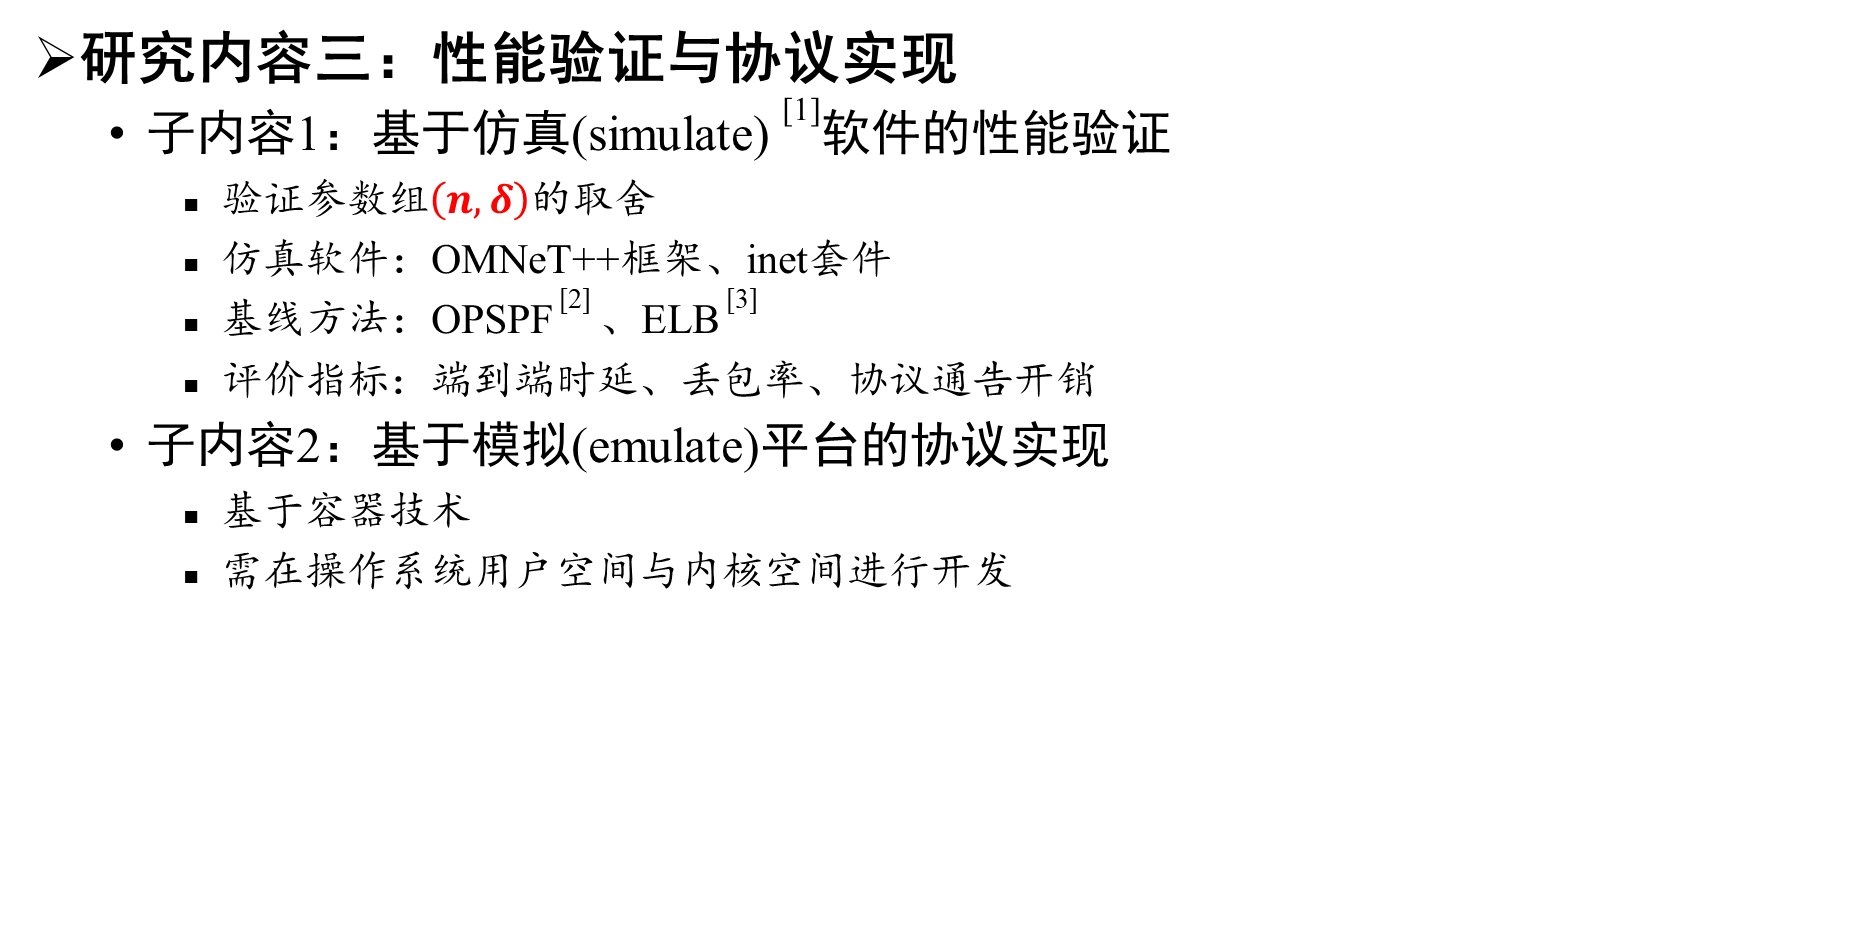 ➢研究内容三：性能验证与协议实现
• 子内容1：基于仿真(simulate) [1]软件的性能验证
▪ 验证参数组(n, δ)的取舍
▪ 仿真软件：OMNeT++框架、inet套件
▪ 基线方法：OPSPF [2] 、ELB [3]
▪ 评价指标：端到端时延、丢包率、协议通告开销
• 子内容2：基于模拟(emulate)平台的协议实现
▪ 基于容器技术
▪ 需在操作系统用户空间与内核空间进行开发